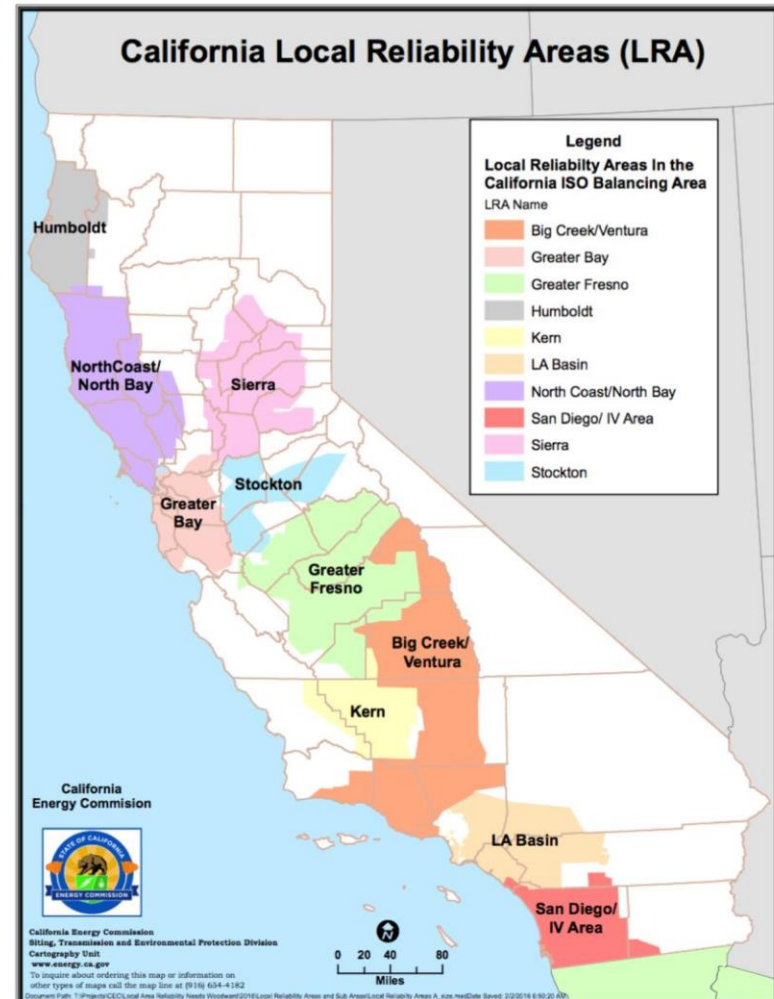 California Local Reliability Areas (LRA)
Legend
Local Reliabilty Areas In the
California ISO Balancing Area
LRA Name
Big Creek/Ventura
Greater Bay
Greater Fresno
Humboldt
Kern
LA Basin
North Coast/North Bay
San Diego/ IV Area
Sierra
Stockton
Humboldt
NorthCoast/
North Bay
Sierra
Stockton
Greater
Bay
Greater
Fresno
Big Creek/
Ventura
Kern
LA Basin
San Diego/
IV Area
California
Energy Commision
STATE OF CALIFORNIA
ENERGY COMMISSION
California Energy Commission
Siting, Transmission and Environmental Protection Division
Cartography Unit
www.energy.ca.gov
To inquire about ordering this map or information on
other types of maps call the map line at (916) 654-4182
N
0 20 40 80
Miles